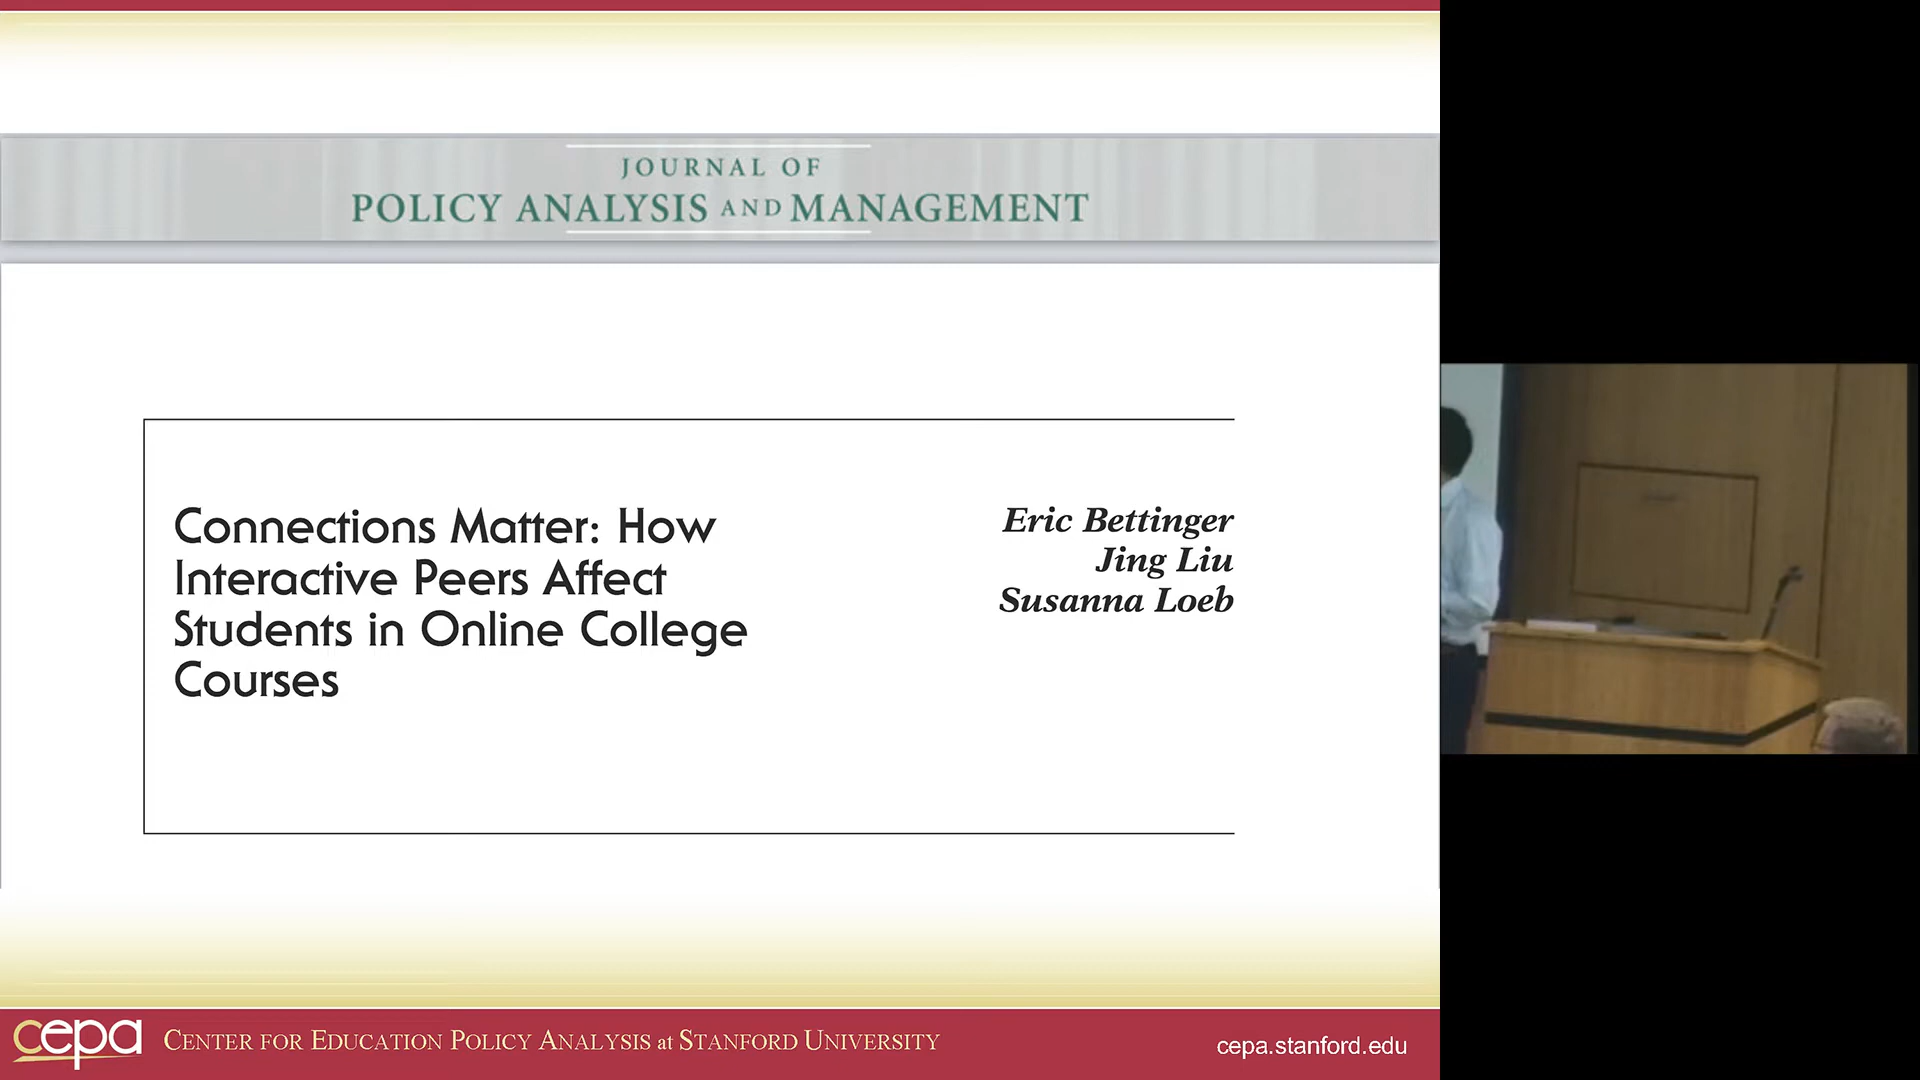 JOURNAL OF
POLICY ANALYSIS AND MANAGEMENT
Connections Matter: How
Interactive Peers Affect
Students in Online College
Courses
Eric Bettinger
Jing Liu
Susanna Loeb
cepa CENTER FOR EDUCATION POLICY ANALYSIS at STANFORD UNIVERSITY
cepa.stanford.edu